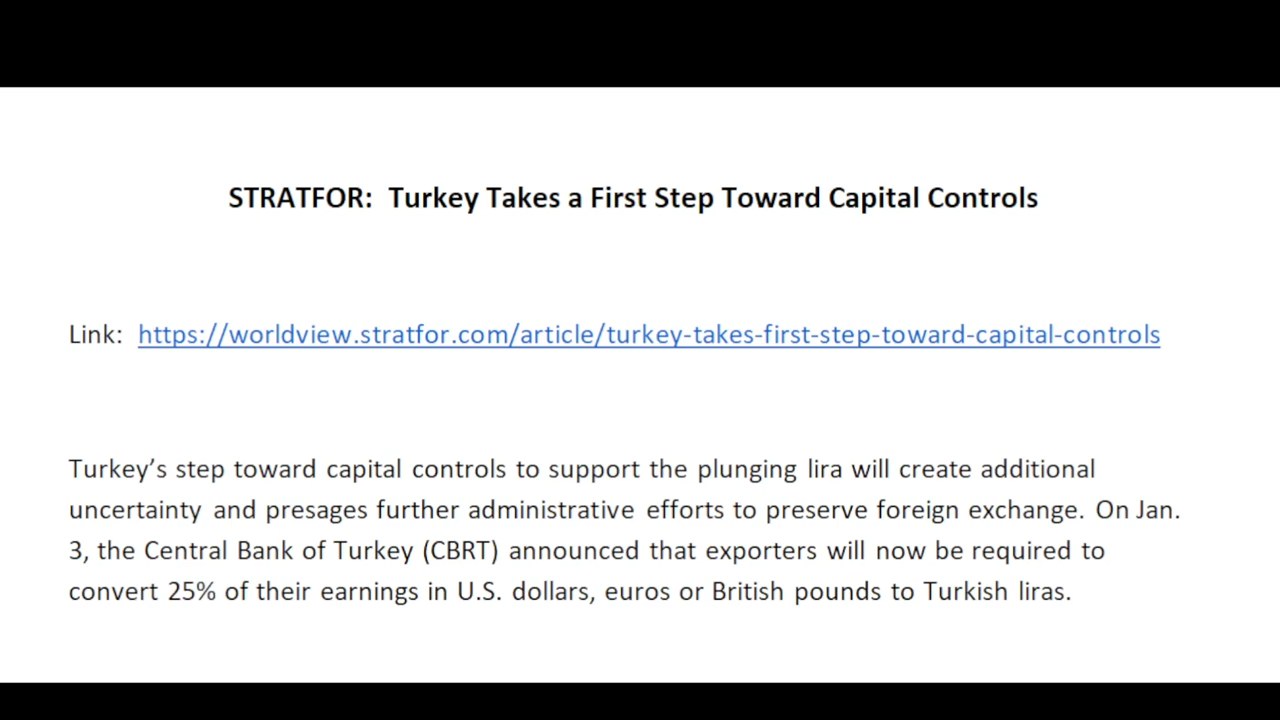 STRATFOR:  Turkey Takes a First Step Toward Capital Controls
Link:  https://worldview.stratfor.com/article/turkey-takes-first-step-toward-capital-controls
Turkey’s step toward capital controls to support the plunging lira will create additional
uncertainty and presages further administrative efforts to preserve foreign exchange. On Jan.
3, the Central Bank of Turkey (CBRT) announced that exporters will now be required to
convert 25% of their earnings in U.S. dollars, euros or British pounds to Turkish liras.